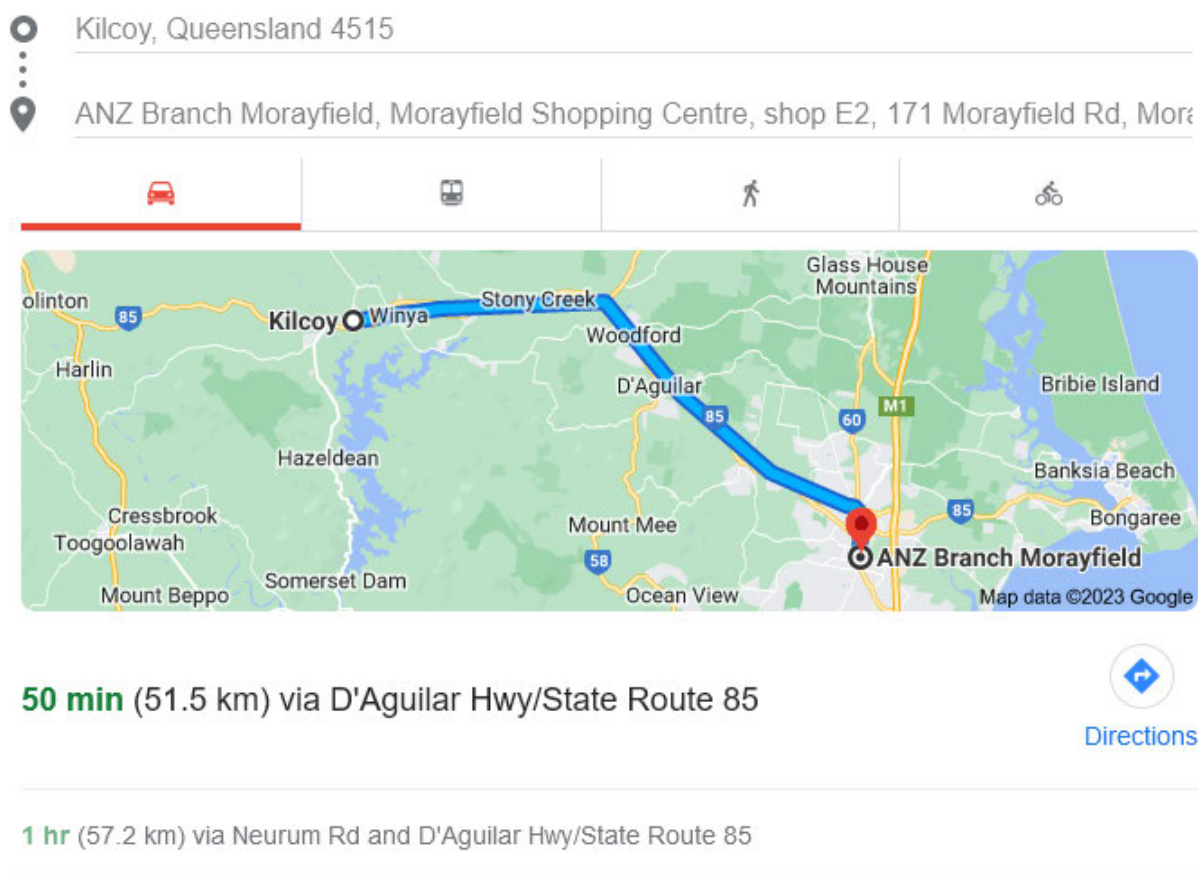 Kilcoy, Queensland 4515
ANZ Branch Morayfield, Morayfield Shopping Centre, shop E2, 171 Morayfield Rd, Mora
Glass House
Mountains
olinton
85
Kilcoy
Winya
Stony Creek
Woodford
Harlin
D'Aguilar
85
60
M1
Bribie Island
Hazeldean
Banksia Beach
Cressbrook
Mount Mee
85
Bongaree
Toogoolawah
58
ANZ Branch Morayfield
Somerset Dam
Mount Beppo
Ocean View
Map data ©2023 Google
50 min (51.5 km) via D'Aguilar Hwy/State Route 85
Directions
1 hr (57.2 km) via Neurum Rd and D'Aguilar Hwy/State Route 85